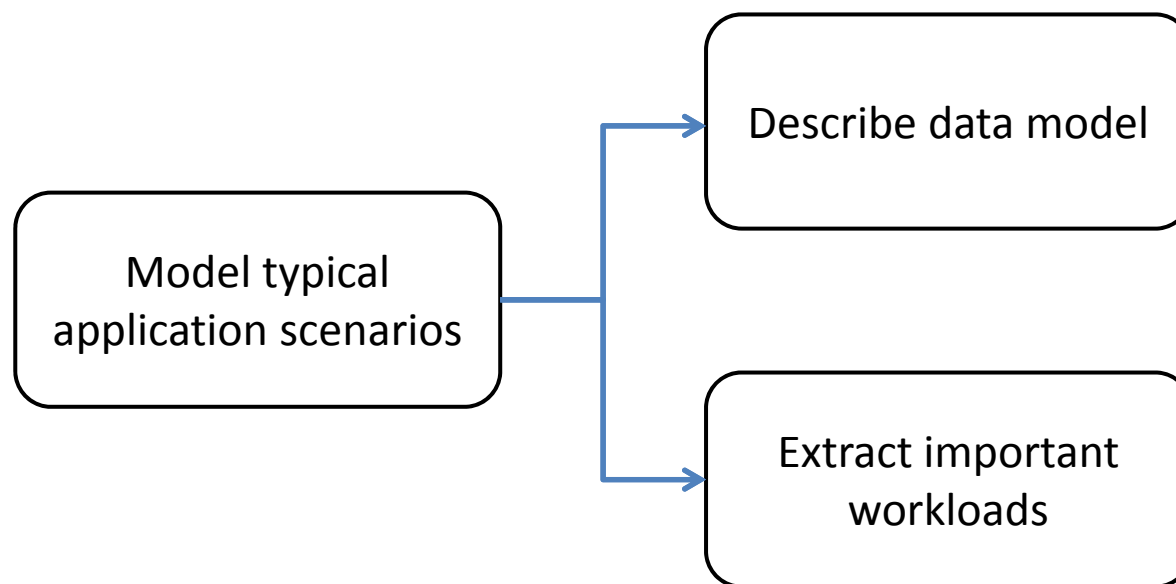 Describe data model
Model typical
application scenarios
Extract important
workloads